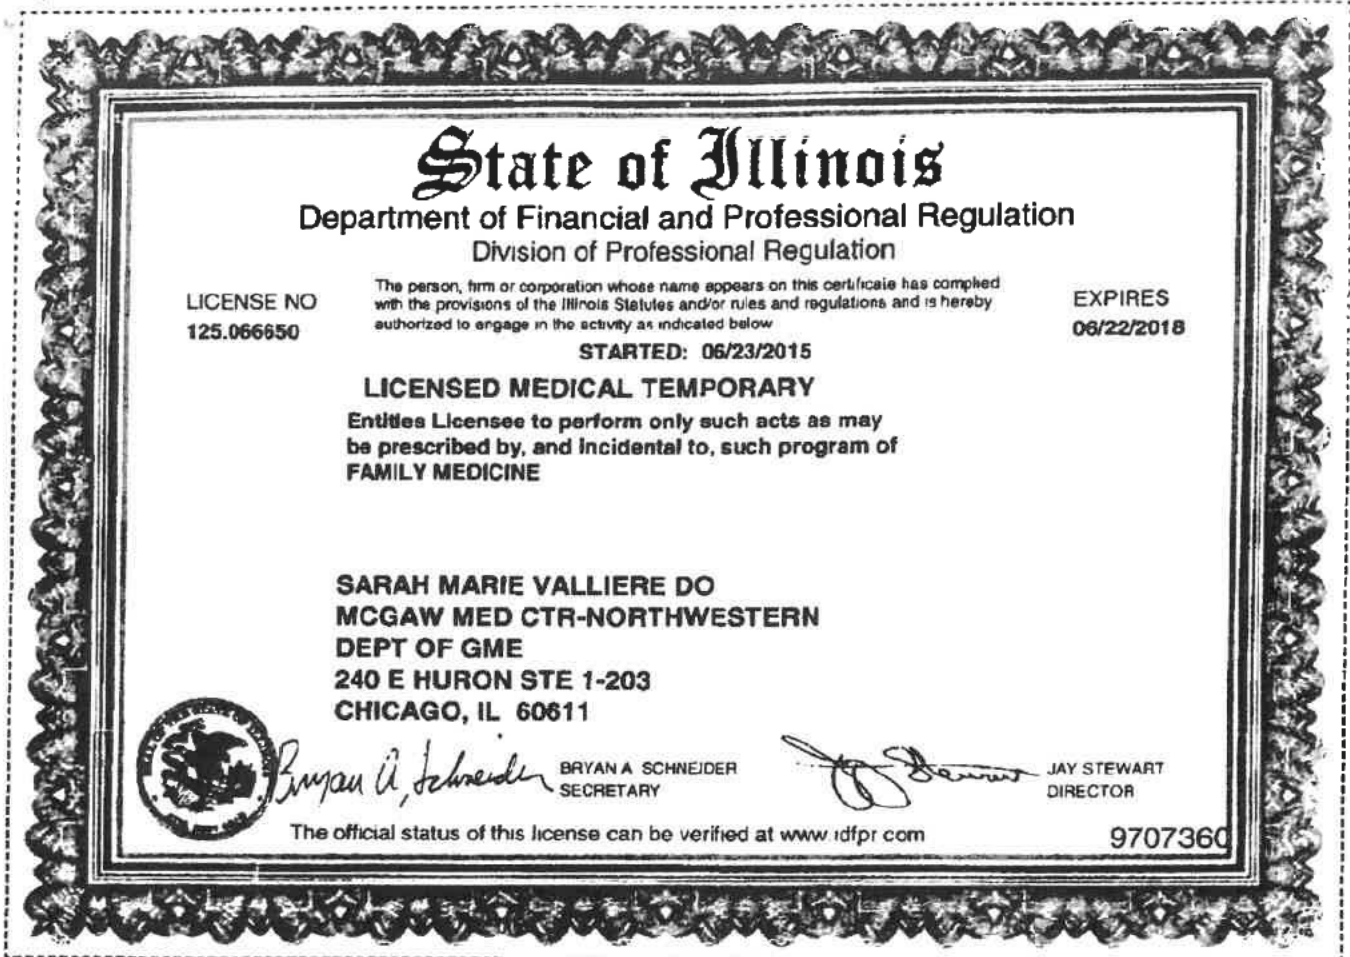 State of Illinois
Department of Financial and Professional Regulation
Division of Professional Regulation
LICENSE NO
125.066650
The person, firm or corporation whose name appears on this certificate has complied
with the provisions of the Illinois Statutes and/or rules and regulations and is hereby
authorized to engage in the activity as indicated below
EXPIRES
06/22/2018
STARTED: 06/23/2015
LICENSED MEDICAL TEMPORARY
Entitles Licensee to perform only such acts as may
be prescribed by, and incidental to, such program of
FAMILY MEDICINE
SARAH MARIE VALLIERE DO
MCGAW MED CTR-NORTHWESTERN
DEPT OF GME
240 E HURON STE 1-203
CHICAGO, IL 60611
Bryan A, Schneider
BRYAN A SCHNEIDER
SECRETARY
Jay Stewart
JAY STEWART
DIRECTOR
The official status of this license can be verified at www idfpr com
9707360